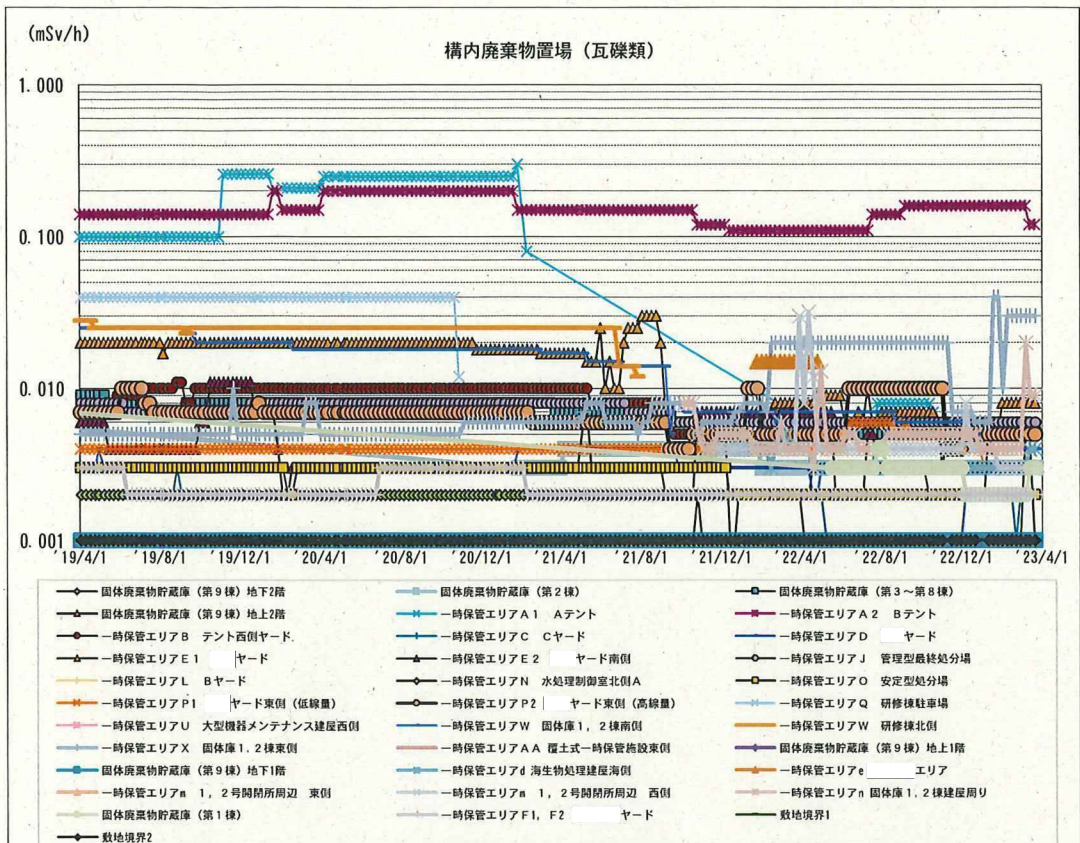 (mSv/h)
構内廃棄物置場（瓦礫類）
1.000
0.100
0.010
0.001
'19/4/1 '19/8/1 '19/12/1 '20/4/1 '20/8/1 '20/12/1 '21/4/1 '21/8/1 '21/12/1 '22/4/1 '22/8/1 '22/12/1 '23/4/1
固体廃棄物貯蔵庫（第9棟）地下2階 固体廃棄物貯蔵庫（第2棟） 固体廃棄物貯蔵庫（第3～第8棟）
固体廃棄物貯蔵庫（第9棟）地上2階 一時保管エリアA1 Aテント 一時保管エリアA2 Bテント
一時保管エリアB テント西側ヤード 一時保管エリアC Cヤード 一時保管エリアD ヤード
一時保管エリアE1 ヤード 一時保管エリアE2 ヤード南側 一時保管エリアJ 管理型最終処分場
一時保管エリアL Bヤード 一時保管エリアN 水処理制御室北側A 一時保管エリアO 安定型処分場
一時保管エリアP1 ヤード東側（低線量） 一時保管エリアP2 ヤード東側（高線量） 一時保管エリアQ 研修棟駐車場
一時保管エリアU 大型機器メンテナンス建屋西側 一時保管エリアW 固体庫1，2棟南側 一時保管エリアW 研修棟北側
一時保管エリアX 固体庫1，2棟東側 一時保管エリアAA 覆土式一時保管施設東側 固体廃棄物貯蔵庫（第9棟）地上1階
固体廃棄物貯蔵庫（第9棟）地下1階 一時保管エリアd 海生物処理建屋海側 一時保管エリアe エリア
一時保管エリアm 1，2号開閉所周辺 東側 一時保管エリアm 1，2号開閉所周辺 西側 一時保管エリアn 固体庫1，2棟建屋周り
固体廃棄物貯蔵庫（第1棟） 一時保管エリアF1，F2 ヤード 敷地境界1
敷地境界2